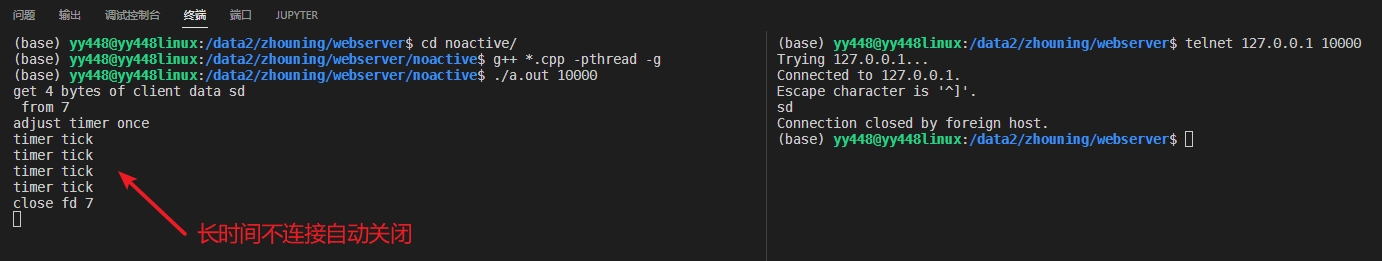 问题 输出 调试控制台 终端 端口 JUPYTER
(base) yy448@yy448linux:/data2/zhouning/webserver$ cd noactive/
(base) yy448@yy448linux:/data2/zhouning/webserver/noactive$ g++ *.cpp -pthread -g
(base) yy448@yy448linux:/data2/zhouning/webserver/noactive$ ./a.out 10000
get 4 bytes of client data sd
 from 7
adjust timer once
timer tick
timer tick
timer tick
timer tick
close fd 7
长时间不连接自动关闭
(base) yy448@yy448linux:/data2/zhouning/webserver$ telnet 127.0.0.1 10000
Trying 127.0.0.1...
Connected to 127.0.0.1.
Escape character is '^]'.
sd
Connection closed by foreign host.
(base) yy448@yy448linux:/data2/zhouning/webserver$